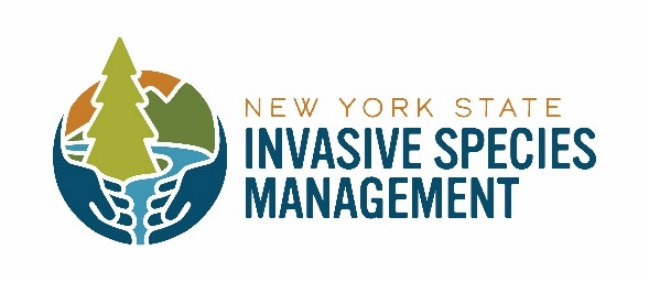 NEW YORK STATE
INVASIVE SPECIES
MANAGEMENT